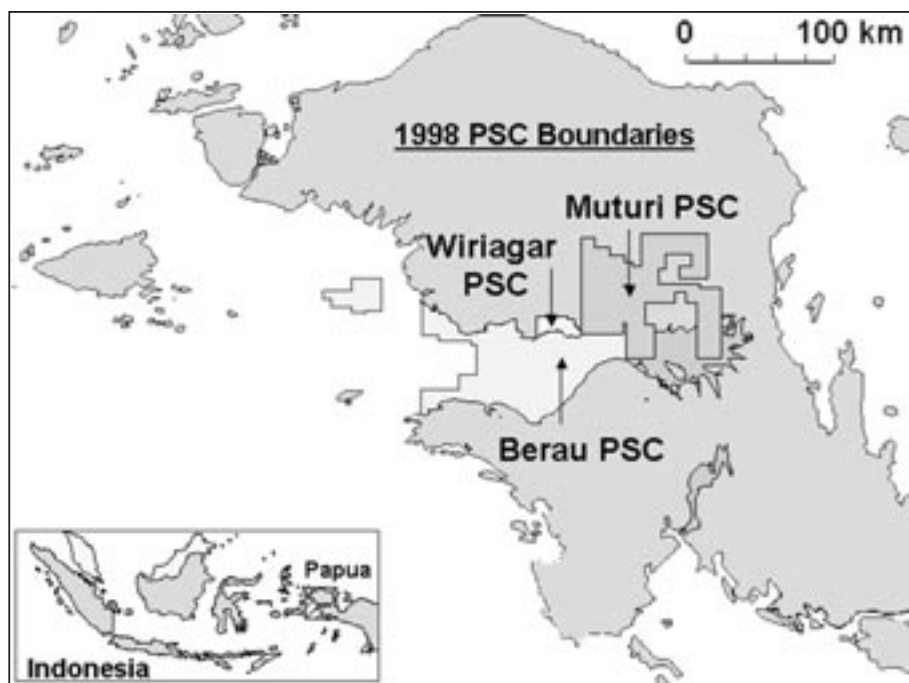 0 100 km
1998 PSC Boundaries
Muturi PSC
Wiriagar
PSC
Berau PSC
Papua
Indonesia